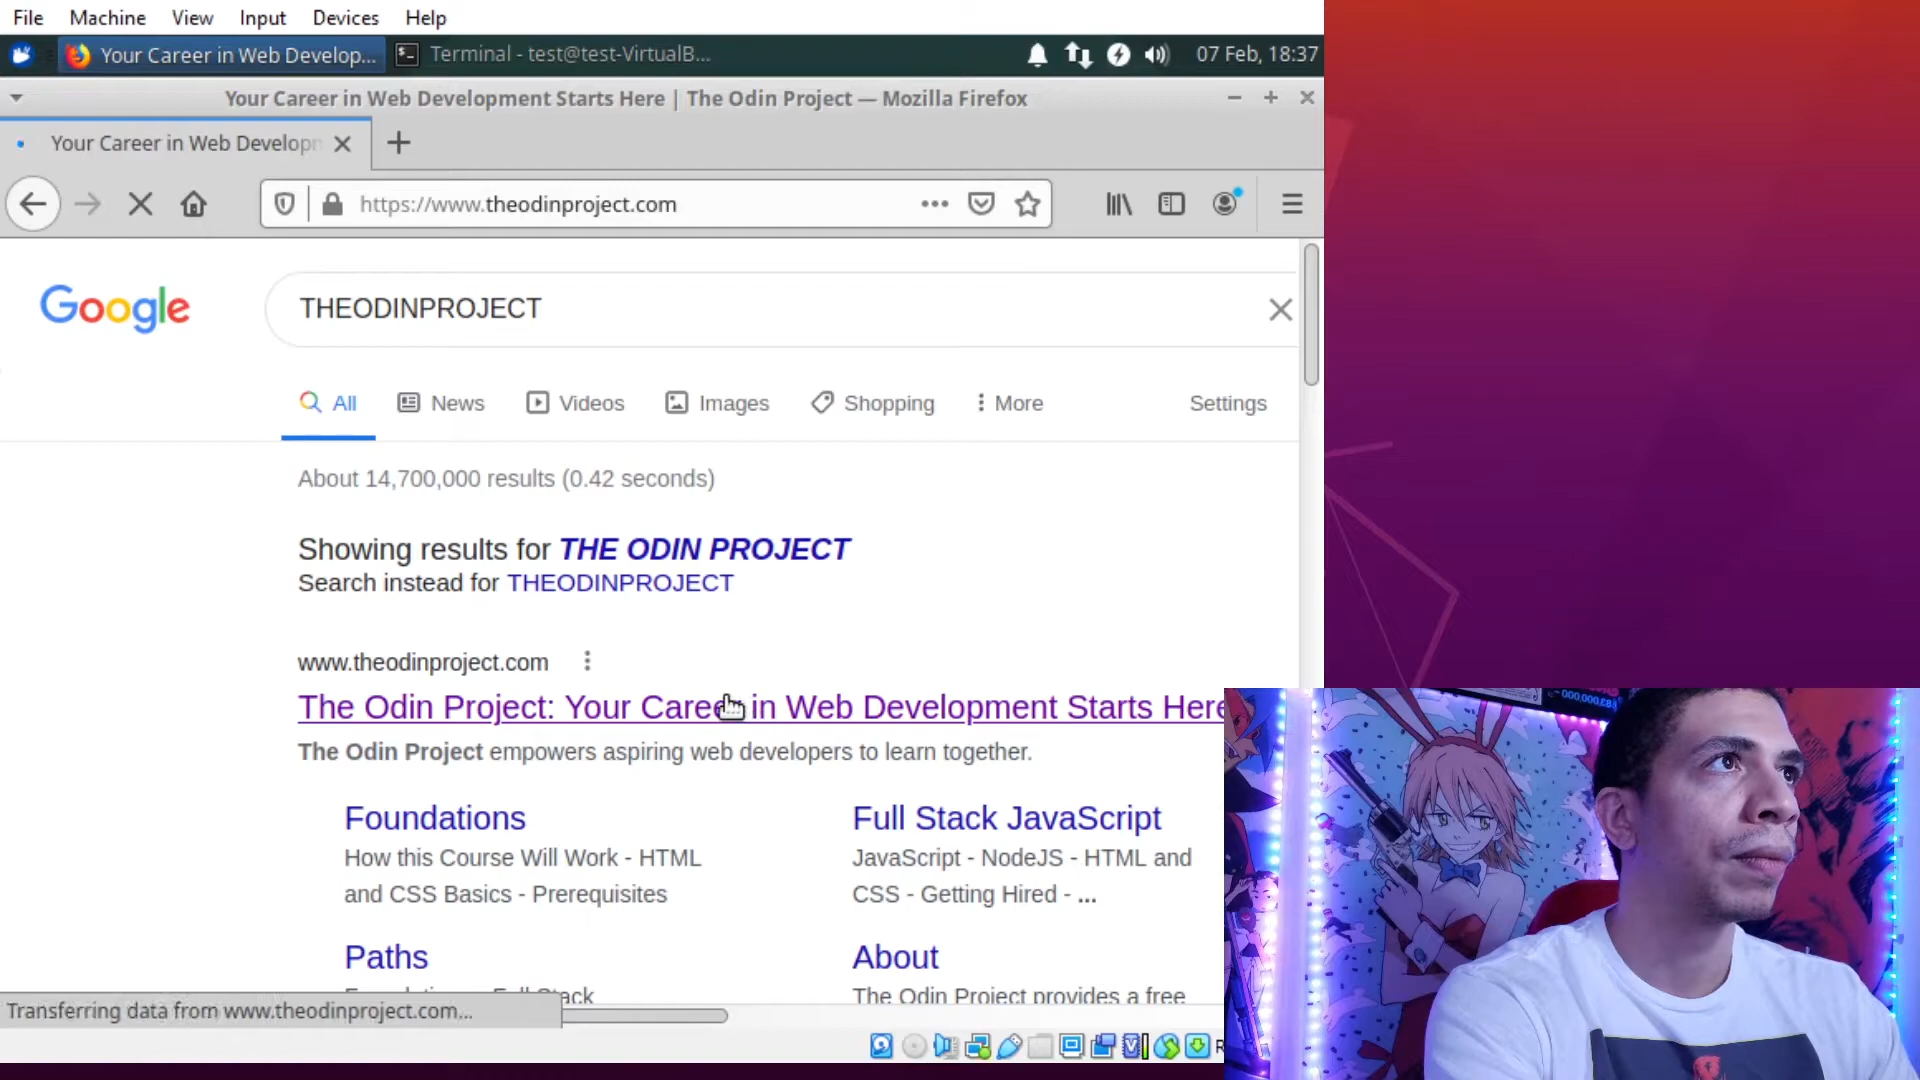 File Machine View Input Devices Help
Your Career in Web Develop... Terminal - test@test-VirtualB... 07 Feb, 18:37
Your Career in Web Development Starts Here | The Odin Project — Mozilla Firefox
Your Career in Web Developm
https://www.theodinproject.com
Google THEODINPROJECT
All News Videos Images Shopping More Settings
About 14,700,000 results (0.42 seconds)
Showing results for THE ODIN PROJECT
Search instead for THEODINPROJECT
www.theodinproject.com
The Odin Project: Your Career in Web Development Starts Here
The Odin Project empowers aspiring web developers to learn together.
Foundations Full Stack JavaScript
How this Course Will Work - HTML JavaScript - NodeJS - HTML and
and CSS Basics - Prerequisites CSS - Getting Hired - ...
Paths About
The Odin Project provides a free
Transferring data from www.theodinproject.com...